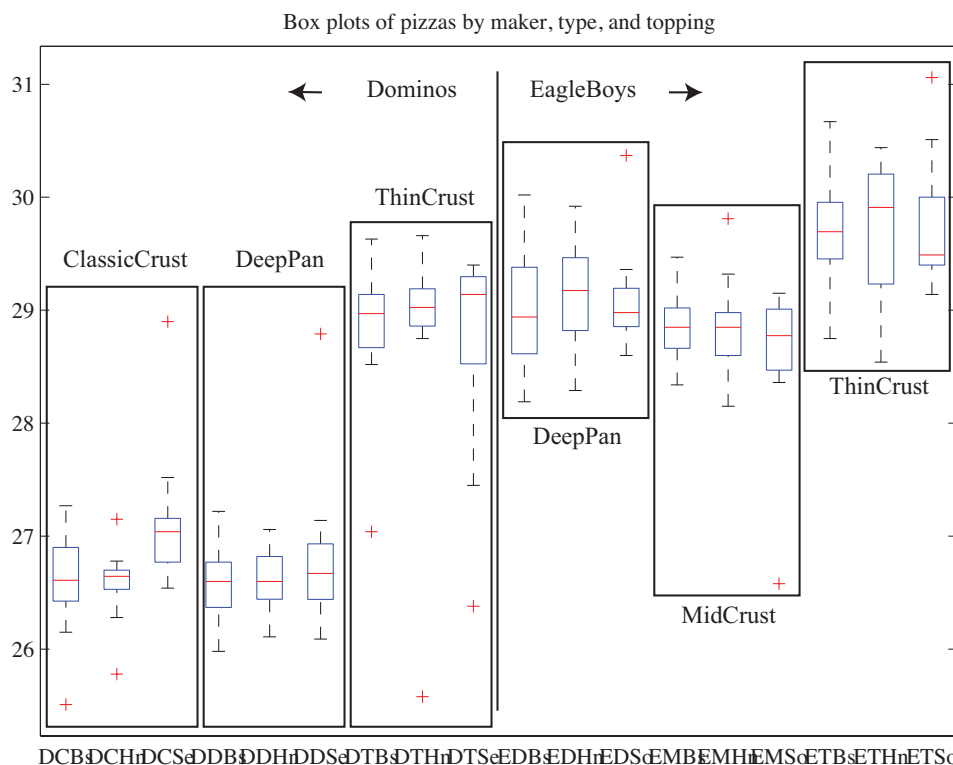 Box plots of pizzas by maker, type, and topping
31
Dominos EagleBoys
30
ThinCrust
ClassicCrust DeepPan
29
ThinCrust
28
DeepPan
27
MidCrust
26
DCBs DCHn DCSe DDBs DDHn DDSe DTBs DTHn DTSe EDBs EDHn EDSo EMBs EMHn EMSo ETBs ETHn ETSo